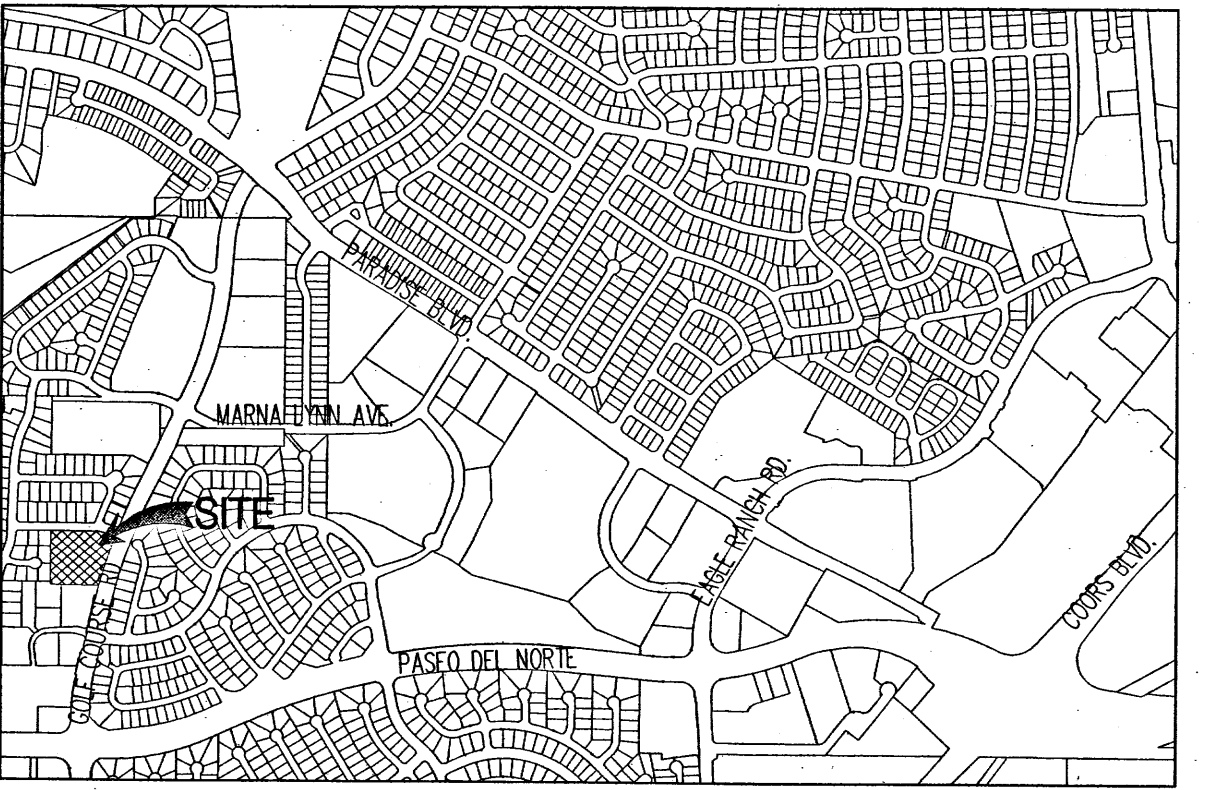 PARADISE BLVD.
MARNA LYNN AVE.
SITE
EAGLE RANCH RD.
COORS BLVD.
GOLF COURSE RD
PASEO DEL NORTE